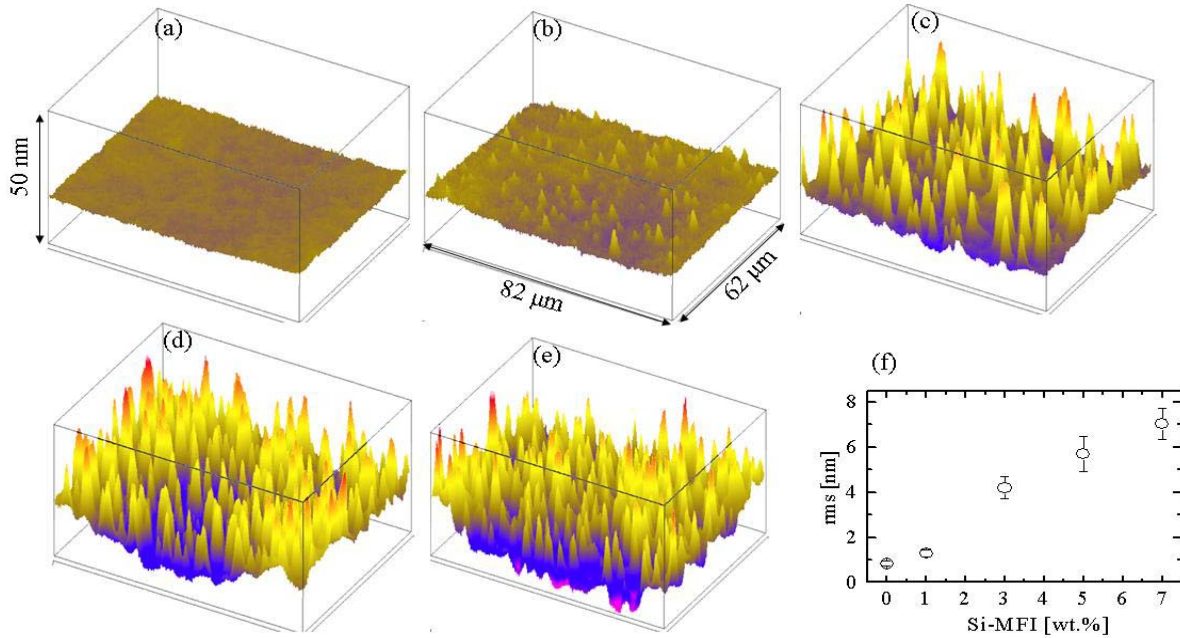 (a)
(b)
(c)
50 nm
82 μm
62 μm
(d)
(e)
(f)
8
6
4
2
0
rms [nm]
0 1 2 3 4 5 6 7
Si-MFI [wt.%]